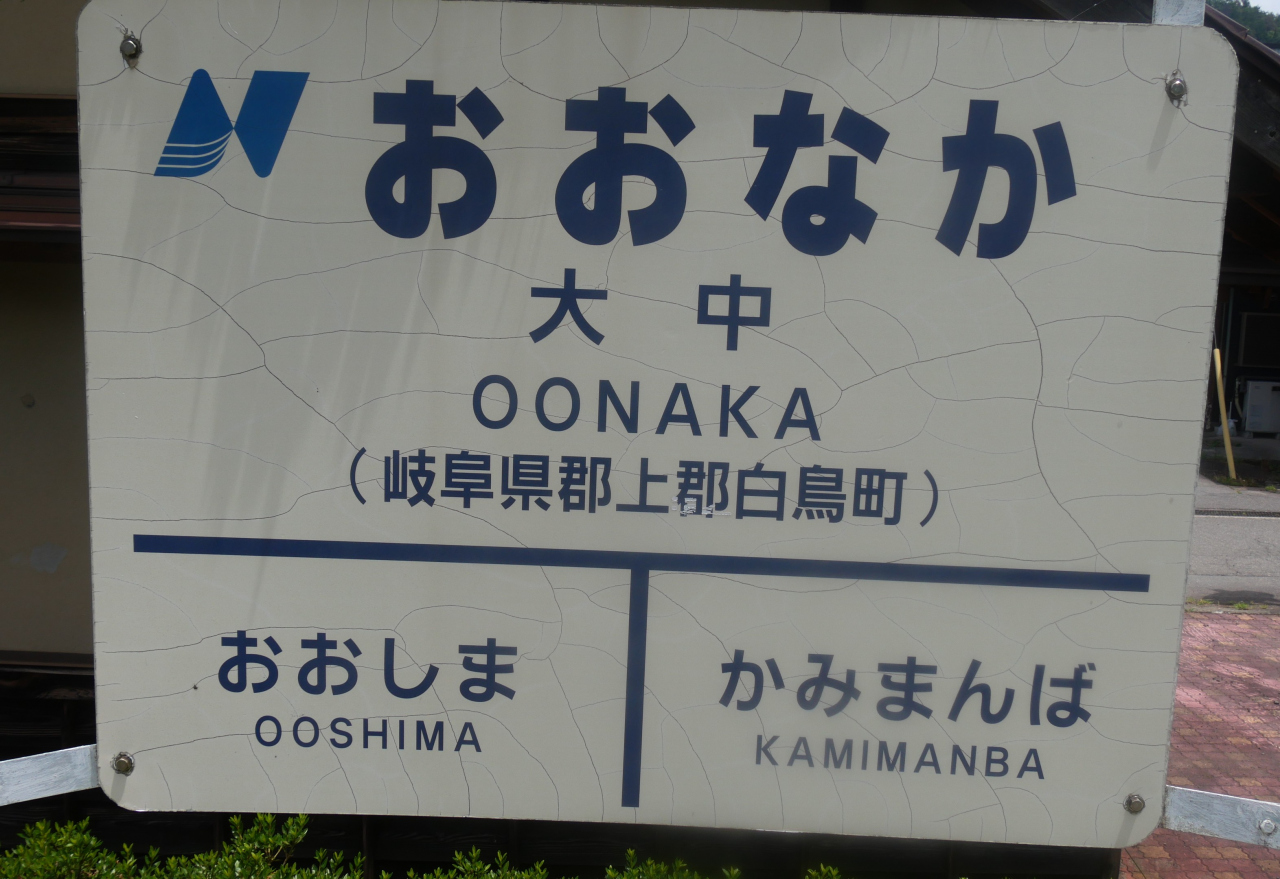 おおなか
大中
OONAKA
（岐阜県郡上郡白鳥町）
おおしま
OOSHIMA
かみまんば
KAMIMANBA